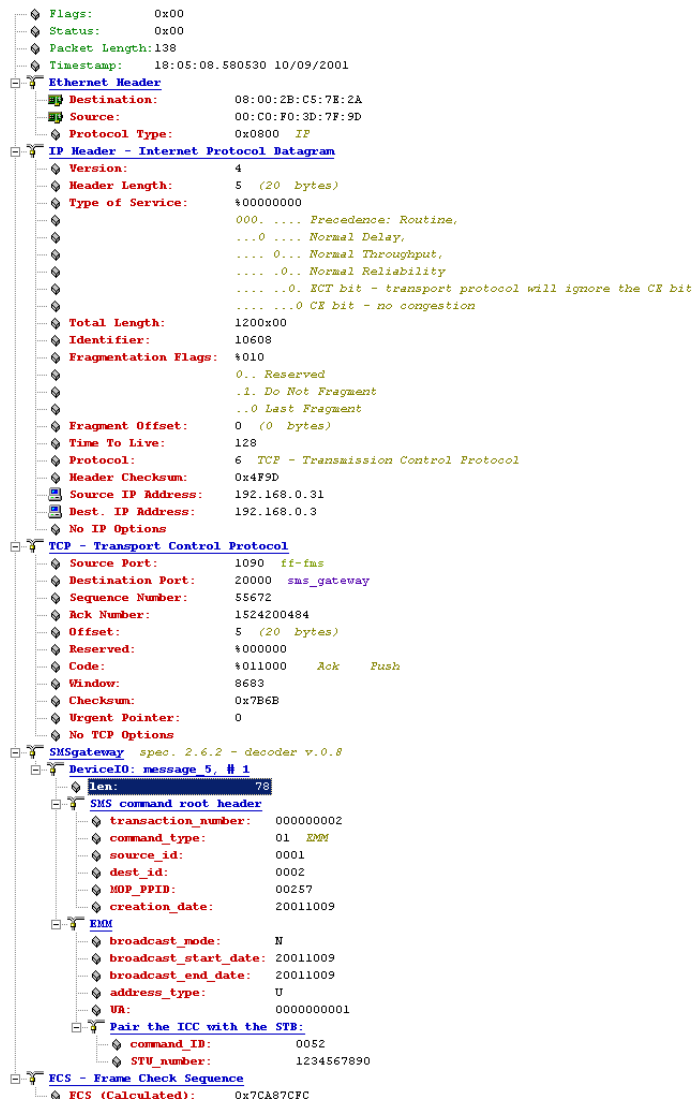 Flags: 0x00
Status: 0x00
Packet Length: 138
Timestamp: 18:05:08.580530 10/09/2001
Ethernet Header
Destination: 08:00:2B:C5:7E:2A
Source: 00:C0:F0:3D:7F:9D
Protocol Type: 0x0800 IP
IP Header - Internet Protocol Datagram
Version: 4
Header Length: 5 (20 bytes)
Type of Service: %00000000
000. .... Precedence: Routine,
...0 .... Normal Delay,
.... 0... Normal Throughput,
.... .0.. Normal Reliability
.... ..0. ECT bit - transport protocol will ignore the CE bit
.... ...0 CE bit - no congestion
Total Length: 1200x00
Identifier: 10608
Fragmentation Flags: %010
0.. Reserved
.1. Do Not Fragment
..0 Last Fragment
Fragment Offset: 0 (0 bytes)
Time To Live: 128
Protocol: 6 TCP - Transmission Control Protocol
Header Checksum: 0x4F9D
Source IP Address: 192.168.0.31
Dest. IP Address: 192.168.0.3
No IP Options
TCP - Transport Control Protocol
Source Port: 1090 ff-fms
Destination Port: 20000 sms_gateway
Sequence Number: 55672
Ack Number: 1524200484
Offset: 5 (20 bytes)
Reserved: %000000
Code: %011000 Ack Push
Window: 8683
Checksum: 0x7B6B
Urgent Pointer: 0
No TCP Options
SMSgateway spec. 2.6.2 - decoder v.0.8
DeviceIO: message_5, # 1
len: 78
SMS command root header
transaction_number: 000000002
command_type: 01 EMM
source_id: 0001
dest_id: 0002
MOP_PPID: 00257
creation_date: 20011009
EMM
broadcast_mode: N
broadcast_start_date: 20011009
broadcast_end_date: 20011009
address_type: U
UA: 0000000001
Pair the ICC with the STB:
command_ID: 0052
STU_number: 1234567890
FCS - Frame Check Sequence
FCS (Calculated): 0x7CA87CFC